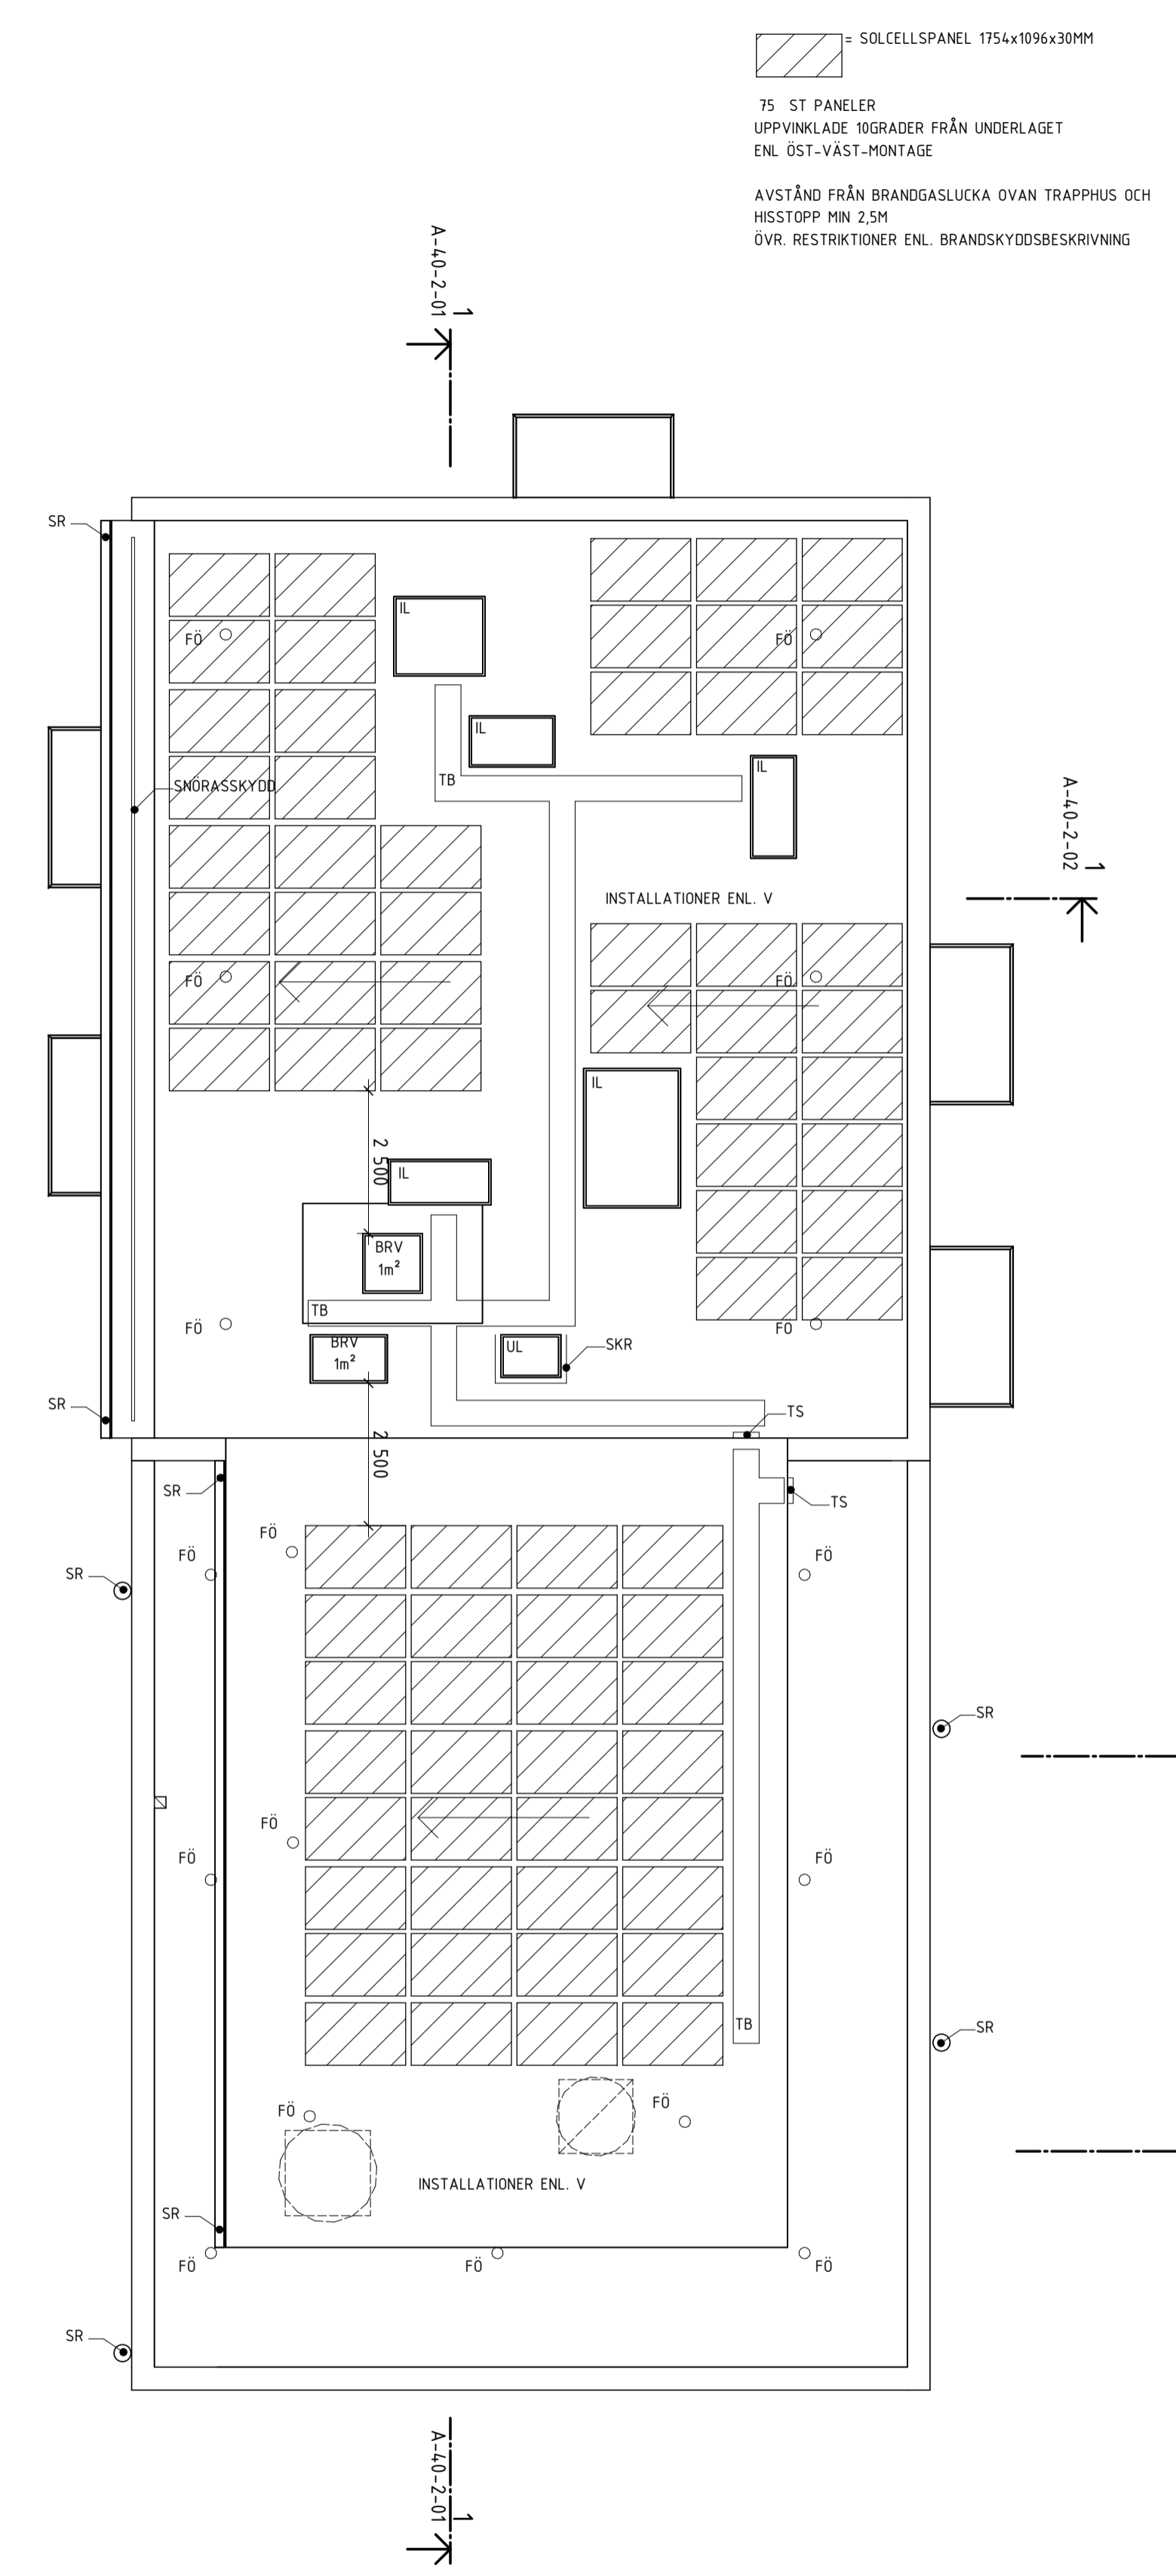 = SOLCELLSPANEL 1754x1096x30MM
75 ST PANELER
UPPVINKLADE 10GRADER FRÅN UNDERLAGET
ENL ÖST-VÄST-MONTAGE
AVSTÅND FRÅN BRANDGASLUCKA OVAN TRAPPHUS OCH
HISSTOPP MIN 2,5M
ÖVR. RESTRIKTIONER ENL. BRANDSKYDDSBESKRIVNING
A-40-2-01
1
SR
IL
FÖ
FÖ
IL
IL
TB
SNÖRASSKYDD
A-40-2-02
1
INSTALLATIONER ENL. V
FÖ
FÖ
IL
2 500
IL
BRV
1m²
TB
FÖ
FÖ
BRV
1m²
UL
SKR
SR
TS
2 500
SR
TS
FÖ
FÖ
FÖ
SR
SR
FÖ
FÖ
FÖ
TB
SR
FÖ
FÖ
INSTALLATIONER ENL. V
SR
FÖ
FÖ
FÖ
SR
A-40-2-01
1